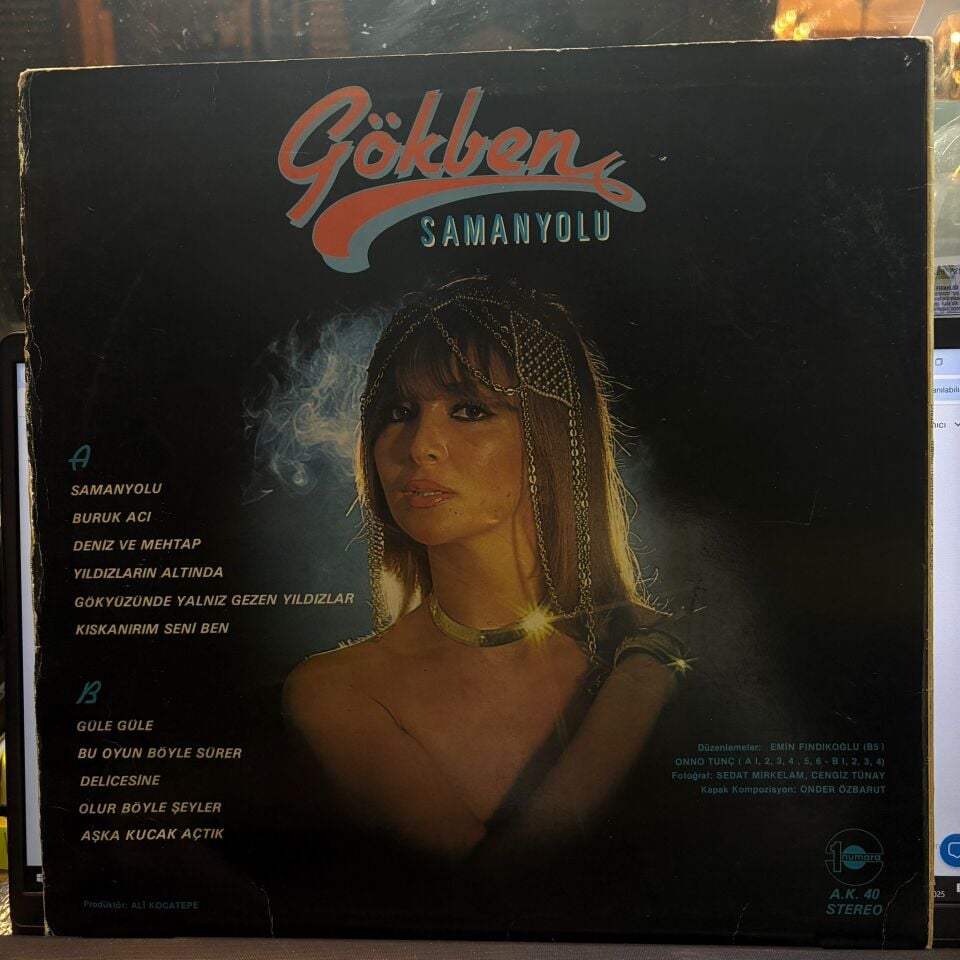 Gökben
SAMANYOLU
A
SAMANYOLU
BURUK ACI
DENİZ VE MEHTAP
YILDIZLARIN ALTINDA
GÖKYÜZÜNDE YALNIZ GEZEN YILDIZLAR
KISKANIRIM SENİ BEN
B
GÜLE GÜLE
BU OYUN BÖYLE SÜRER
DELİCESİNE
OLUR BÖYLE ŞEYLER
AŞKA KUCAK AÇTIK
Düzenlemeler: EMİN FINDIKOĞLU (B5)
ONNO TUNÇ ( A I, 2, 3, 4 , 5, 6 - B I, 2, 3, 4)
Fotoğraf: SEDAT MİRKELAM, CENGİZ TÜNAY
Kapak Kompozisyon: ÖNDER ÖZBARUT
1 numara
A.K. 40
STEREO
Prodüktör: ALİ KOCATEPE